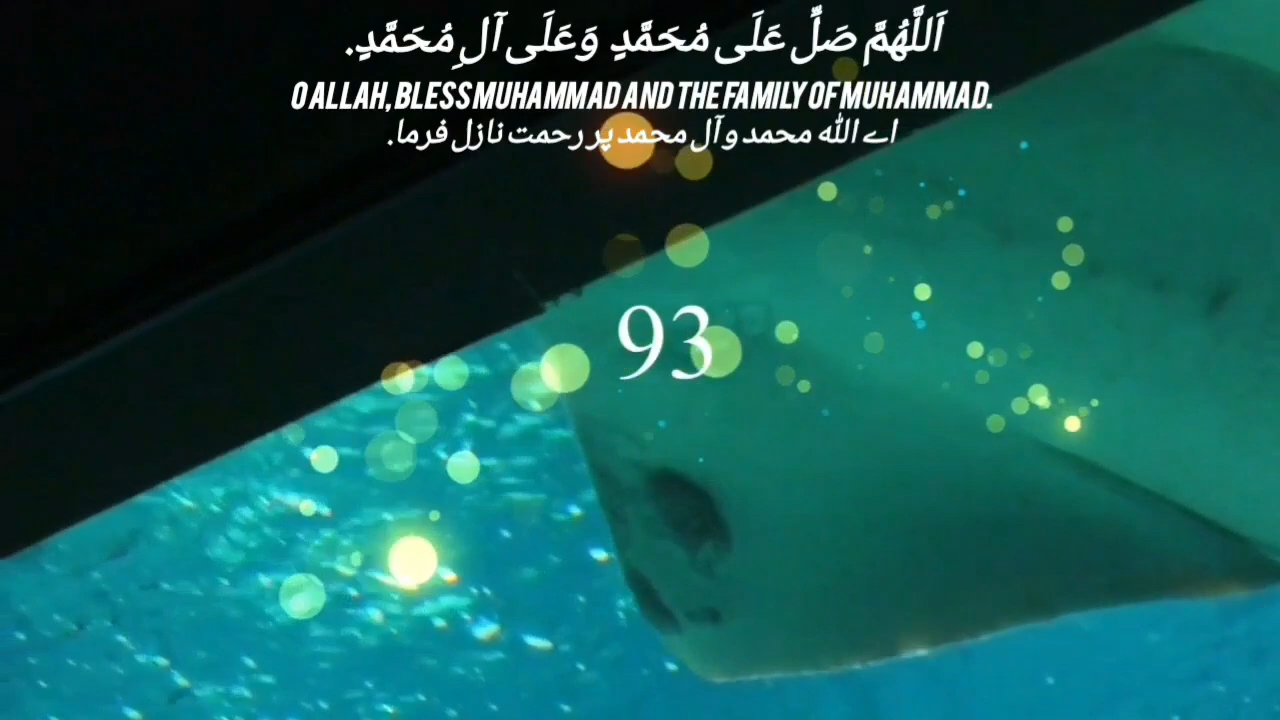 اَللَّهُمَّ صَلِّ عَلَى مُحَمَّدٍ وَعَلَى آلِ مُحَمَّدٍ.
O ALLAH, BLESS MUHAMMAD AND THE FAMILY OF MUHAMMAD.
اے اللہ محمد و آل محمد پر رحمت نازل فرما.
93